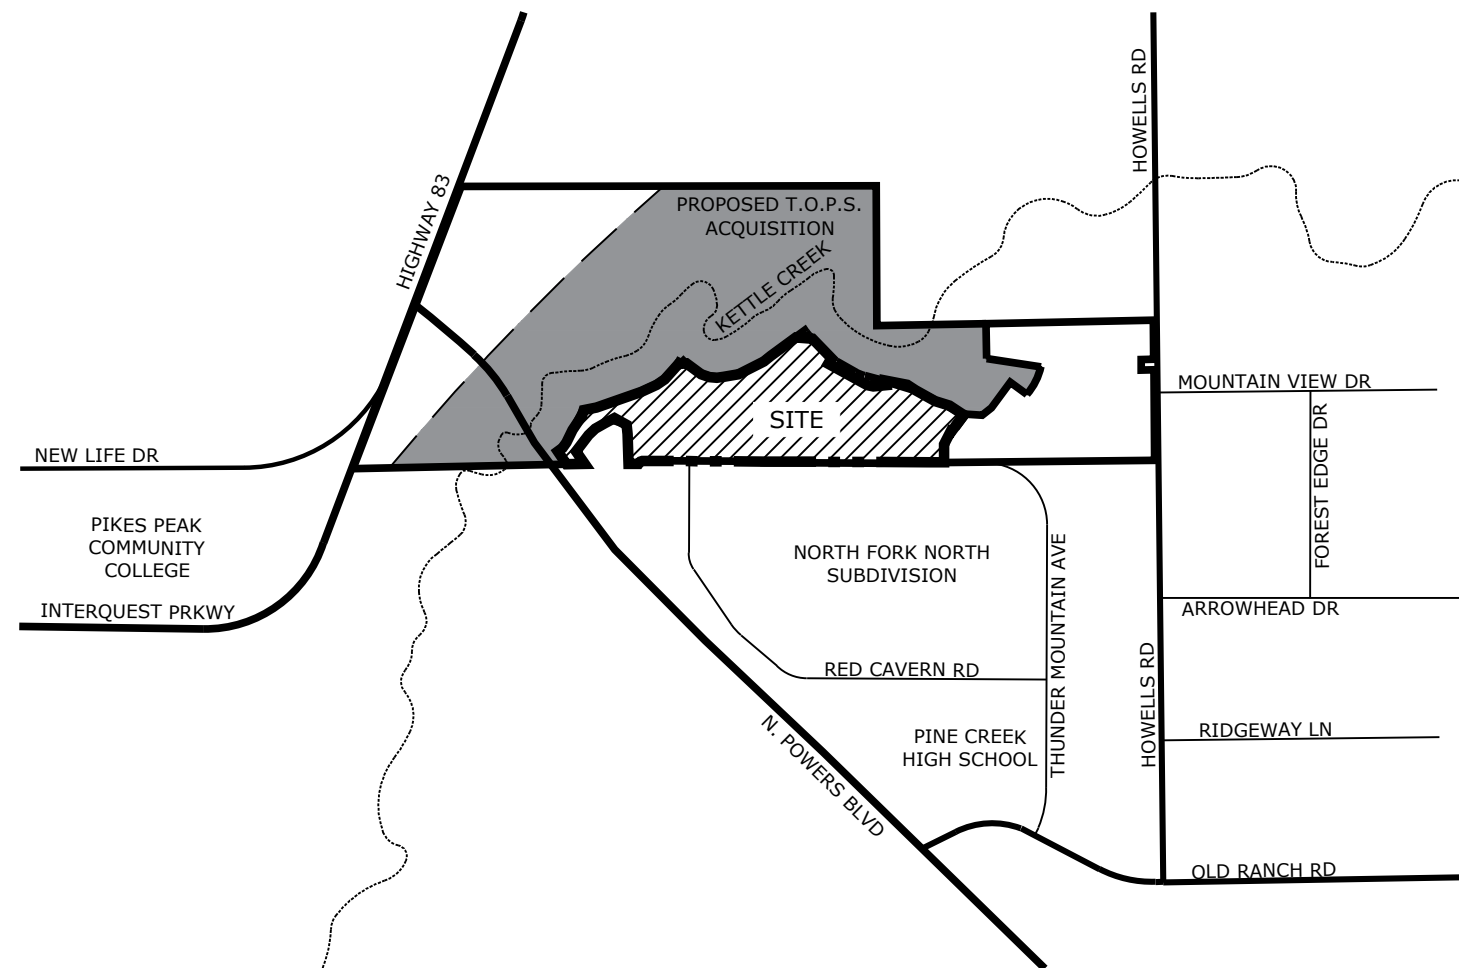 HOWELLS RD
HIGHWAY 83
PROPOSED T.O.P.S.
ACQUISITION
KETTLE CREEK
MOUNTAIN VIEW DR
SITE
FOREST EDGE DR
NEW LIFE DR
PIKES PEAK
COMMUNITY
COLLEGE
NORTH FORK NORTH
SUBDIVISION
THUNDER MOUNTAIN AVE
INTERQUEST PRKWY
ARROWHEAD DR
RED CAVERN RD
HOWELLS RD
N. POWERS BLVD
PINE CREEK
HIGH SCHOOL
RIDGEWAY LN
OLD RANCH RD